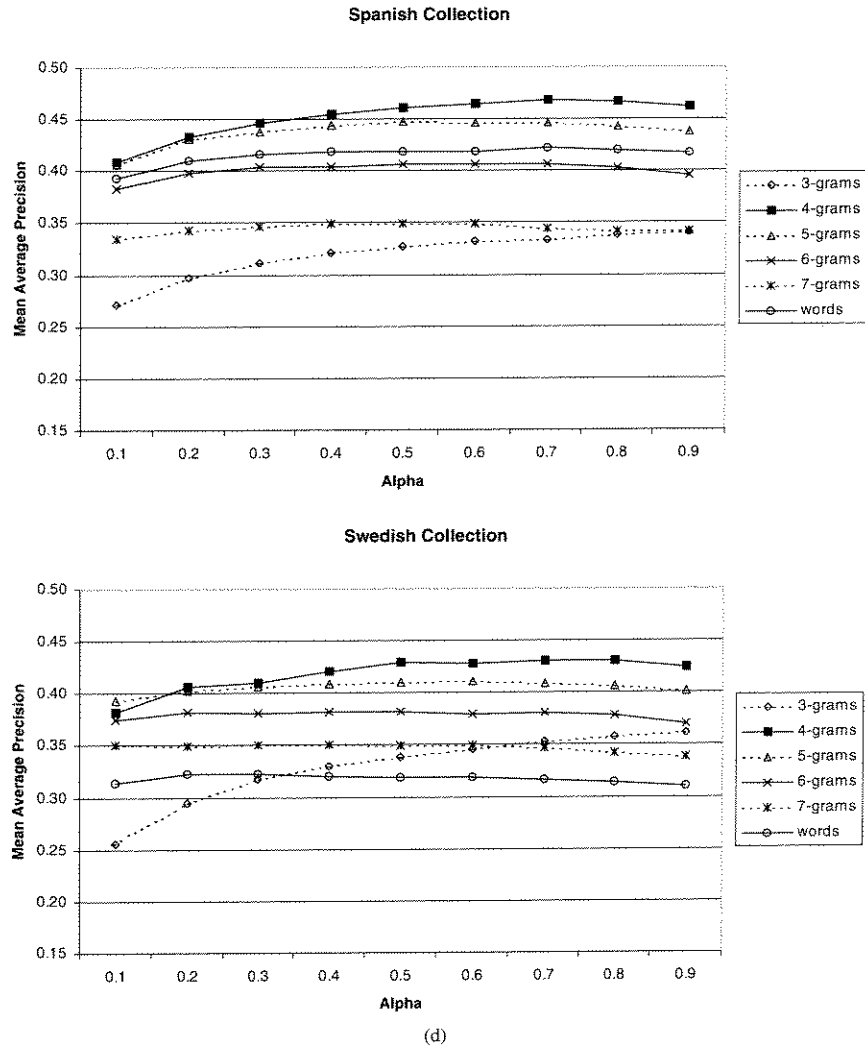 Spanish Collection
Mean Average Precision
0.50
0.45
0.40
0.35
0.30
0.25
0.20
0.15
0.1 0.2 0.3 0.4 0.5 0.6 0.7 0.8 0.9
Alpha
3-grams
4-grams
5-grams
6-grams
7-grams
words
Swedish Collection
Mean Average Precision
0.50
0.45
0.40
0.35
0.30
0.25
0.20
0.15
0.1 0.2 0.3 0.4 0.5 0.6 0.7 0.8 0.9
Alpha
3-grams
4-grams
5-grams
6-grams
7-grams
words
(d)